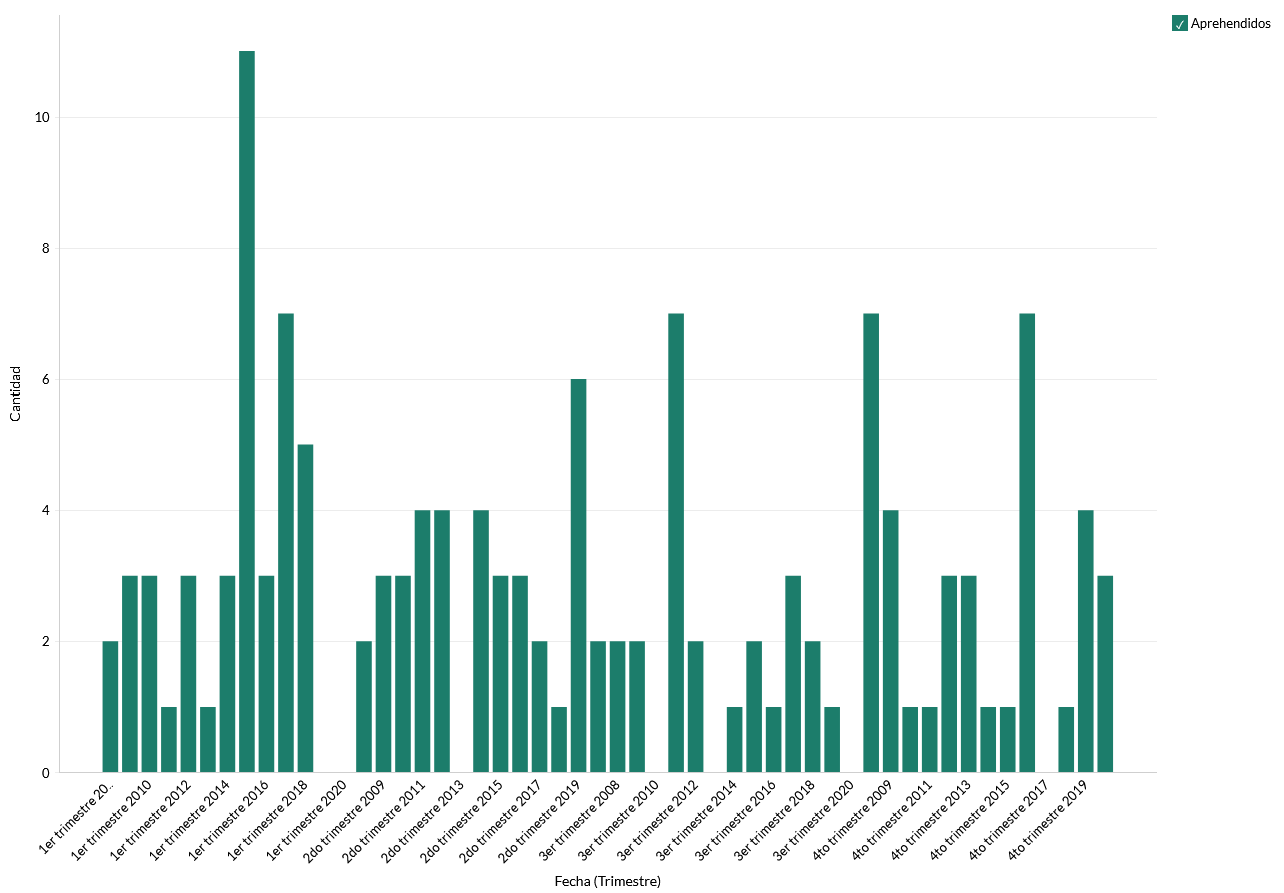 Aprehendidos
10
8
6
4
2
0
Cantidad
1er trimestre 20..
1er trimestre 2010
1er trimestre 2012
1er trimestre 2014
1er trimestre 2016
1er trimestre 2018
1er trimestre 2020
2do trimestre 2009
2do trimestre 2011
2do trimestre 2013
2do trimestre 2015
2do trimestre 2017
2do trimestre 2019
3er trimestre 2008
3er trimestre 2010
3er trimestre 2012
3er trimestre 2014
3er trimestre 2016
3er trimestre 2018
3er trimestre 2020
4to trimestre 2009
4to trimestre 2011
4to trimestre 2013
4to trimestre 2015
4to trimestre 2017
4to trimestre 2019
Fecha (Trimestre)